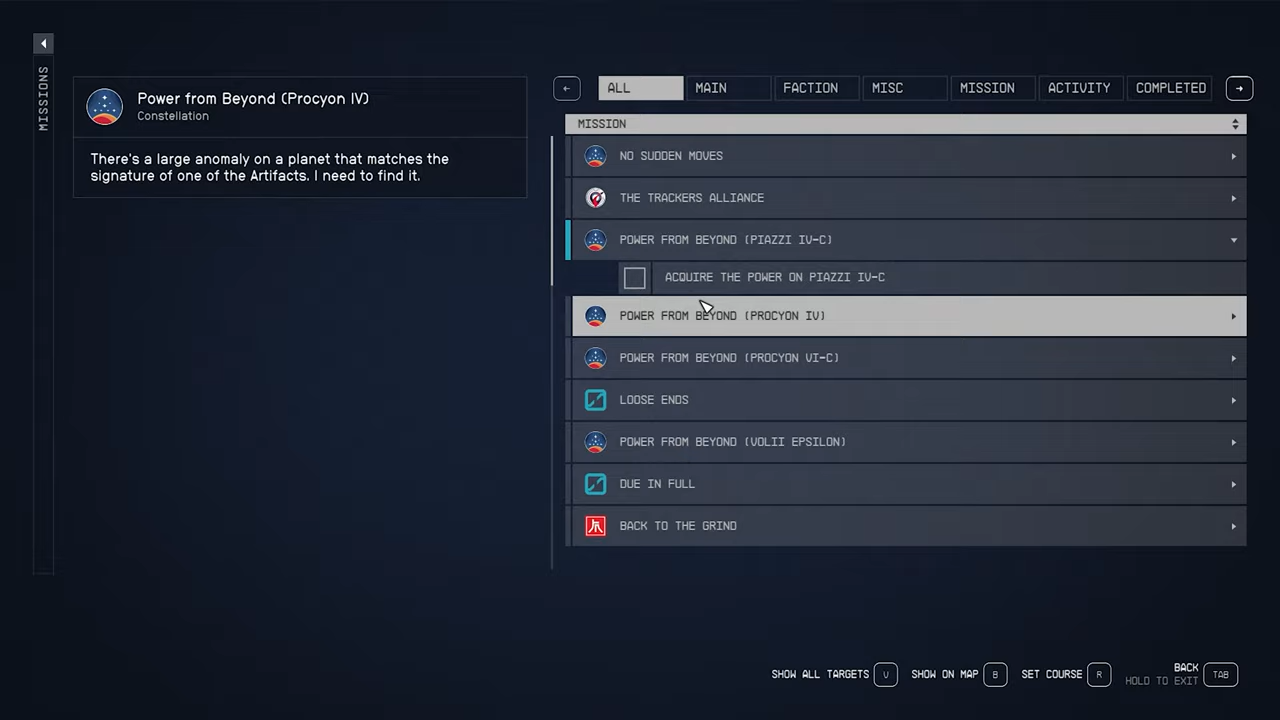 MISSIONS
Power from Beyond (Procyon IV)
Constellation
There's a large anomaly on a planet that matches the
signature of one of the Artifacts. I need to find it.
ALL
MAIN
FACTION
MISC
MISSION
ACTIVITY
COMPLETED
MISSION
NO SUDDEN MOVES
THE TRACKERS ALLIANCE
POWER FROM BEYOND (PIAZZI IV-C)
ACQUIRE THE POWER ON PIAZZI IV-C
POWER FROM BEYOND (PROCYON IV)
POWER FROM BEYOND (PROCYON VI-C)
LOOSE ENDS
POWER FROM BEYOND (VOLII EPSILON)
DUE IN FULL
BACK TO THE GRIND
SHOW ALL TARGETS V
SHOW ON MAP B
SET COURSE R
BACK
HOLD TO EXIT
TAB